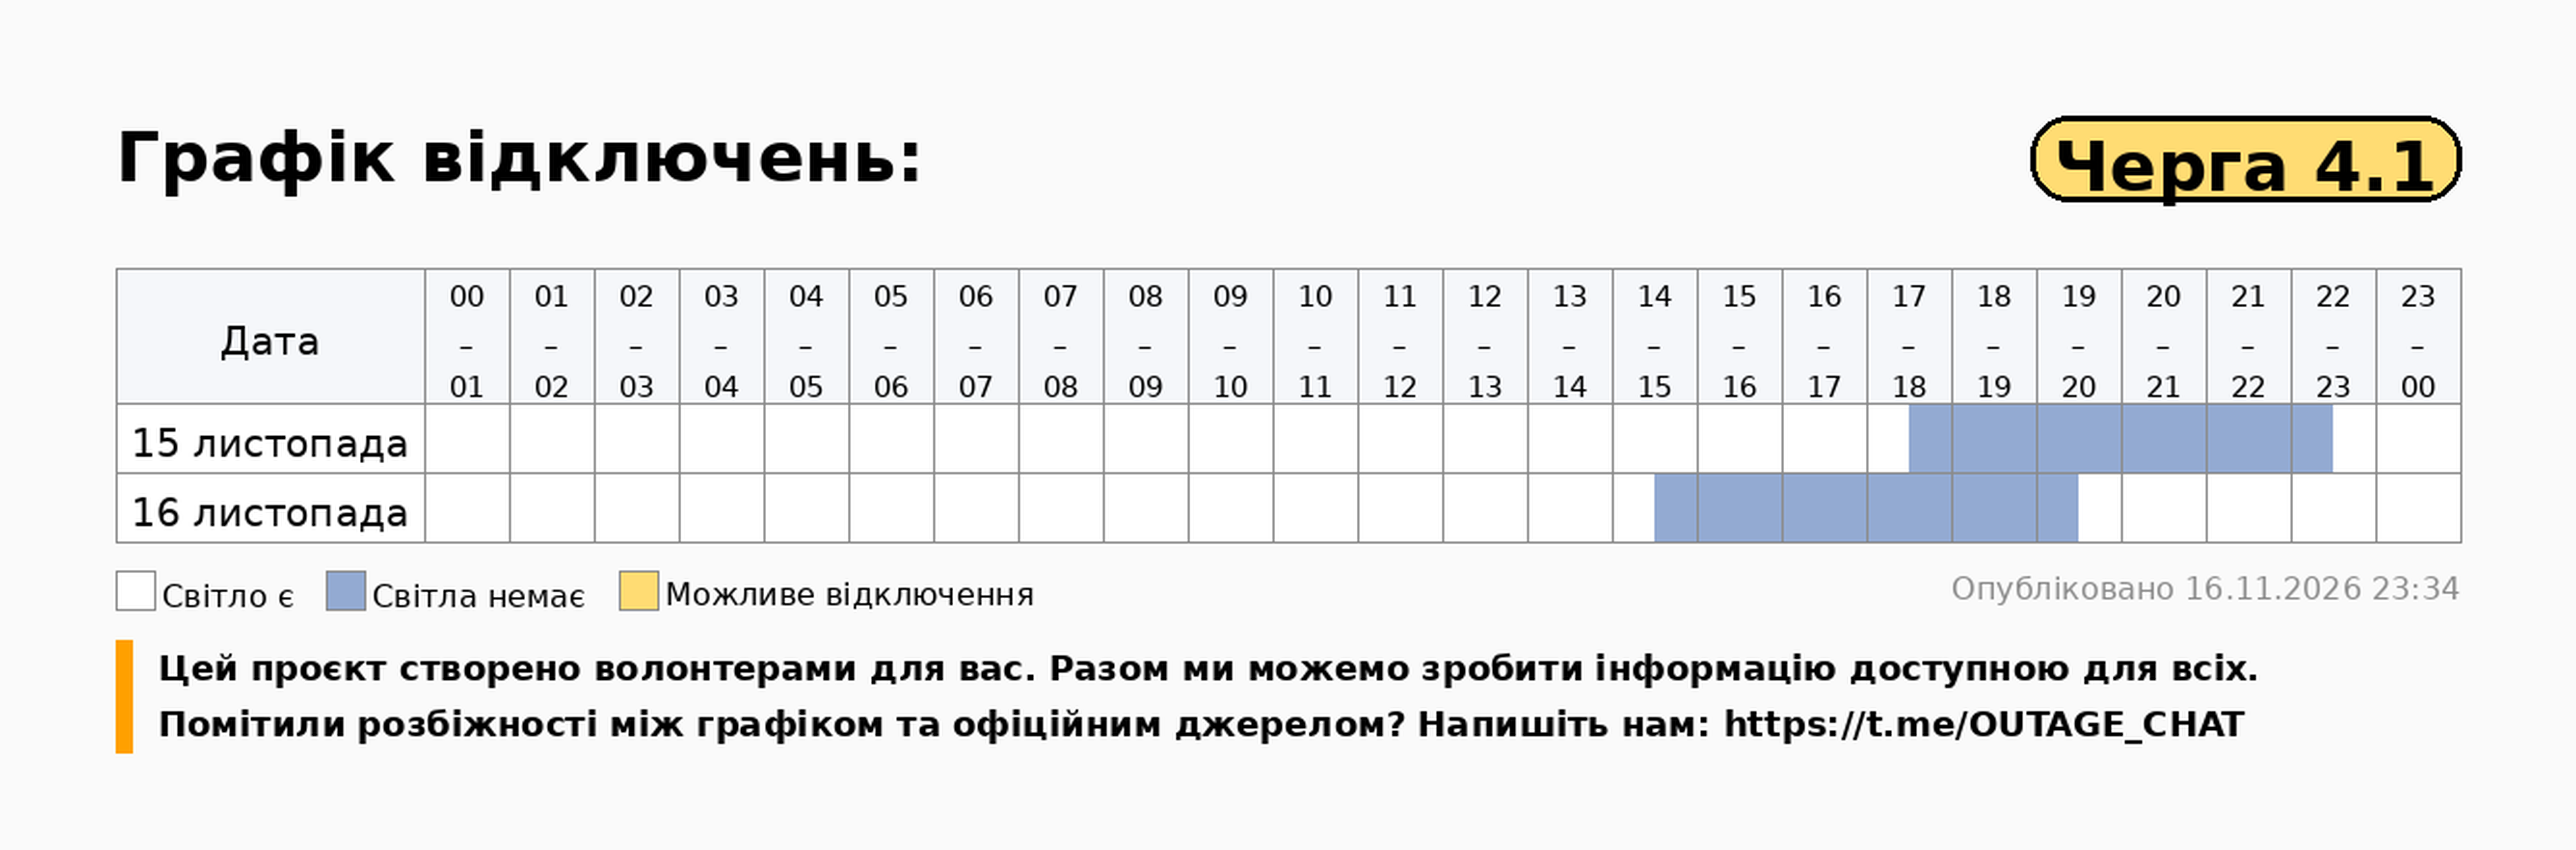 Графік відключень:
Черга 4.1
Дата 00 – 01 01 – 02 02 – 03 03 – 04 04 – 05 05 – 06 06 – 07 07 – 08 08 – 09 09 – 10 10 – 11 11 – 12 12 – 13 13 – 14 14 – 15 15 – 16 16 – 17 17 – 18 18 – 19 19 – 20 20 – 21 21 – 22 22 – 23 23 – 00
15 листопада
16 листопада
Світло є Світла немає Можливе відключення
Опубліковано 16.11.2026 23:34
Цей проєкт створено волонтерами для вас. Разом ми можемо зробити інформацію доступною для всіх.
Помітили розбіжності між графіком та офіційним джерелом? Напишіть нам: https://t.me/OUTAGE_CHAT